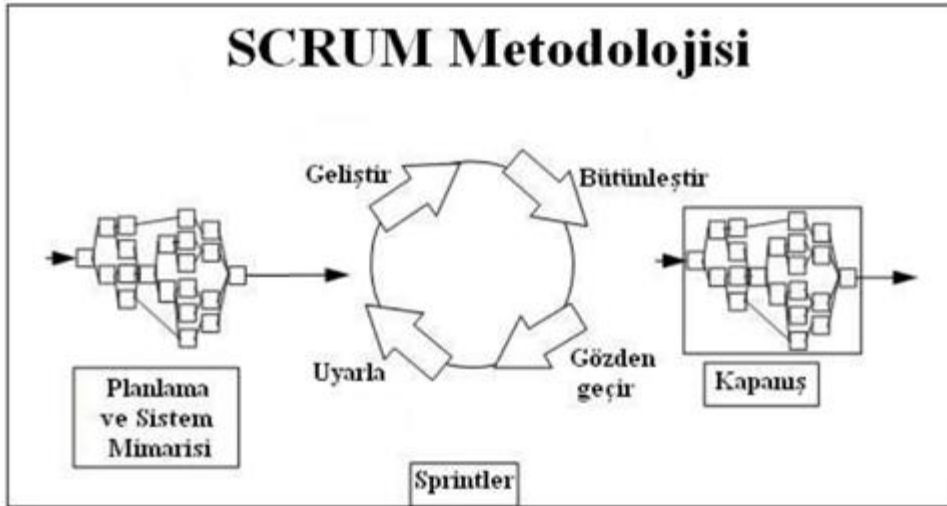 SCRUM Metodolojisi
Geliştir
Bütünleştir
Uyarla
Gözden
geçir
Planlama
ve Sistem
Mimarisi
Kapanış
Sprintler